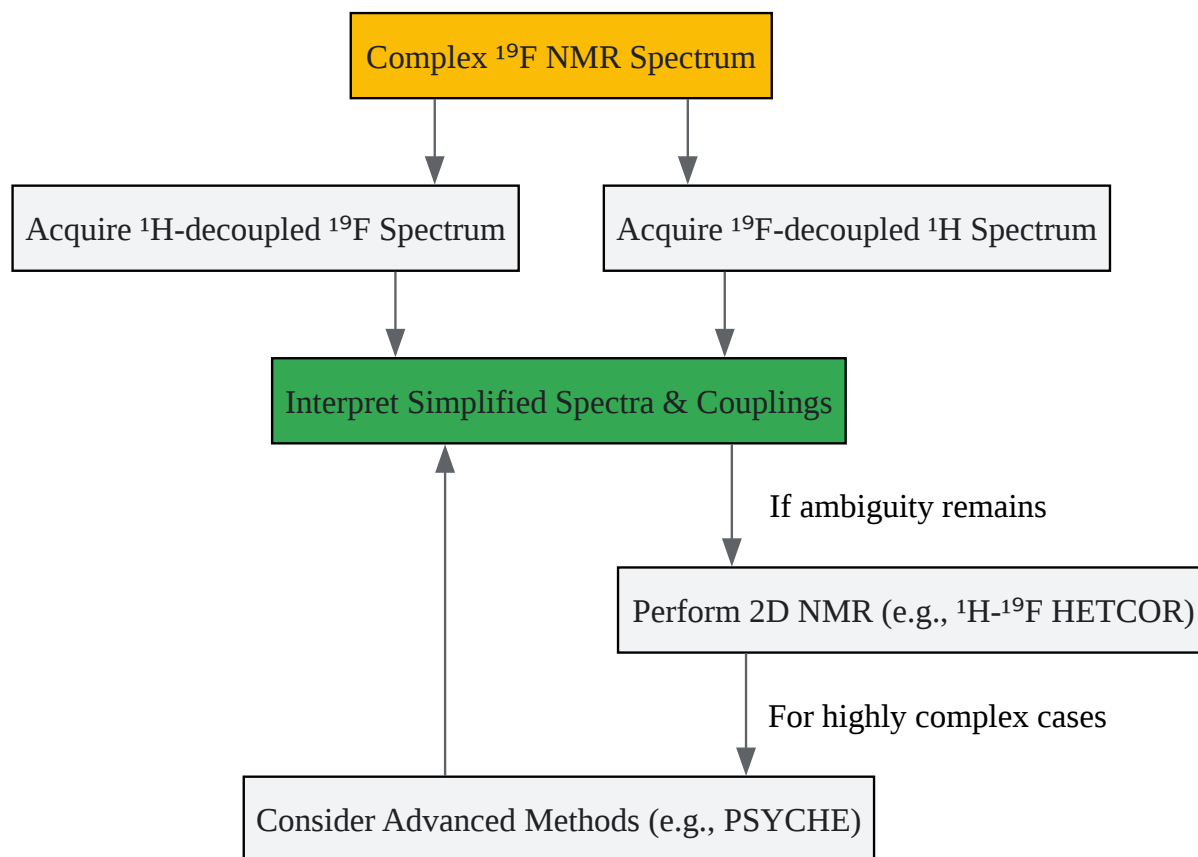 Complex ¹⁹F NMR Spectrum
Acquire ¹H-decoupled ¹⁹F Spectrum
Acquire ¹⁹F-decoupled ¹H Spectrum
Interpret Simplified Spectra & Couplings
If ambiguity remains
Perform 2D NMR (e.g., ¹H-¹⁹F HETCOR)
For highly complex cases
Consider Advanced Methods (e.g., PSYCHE)